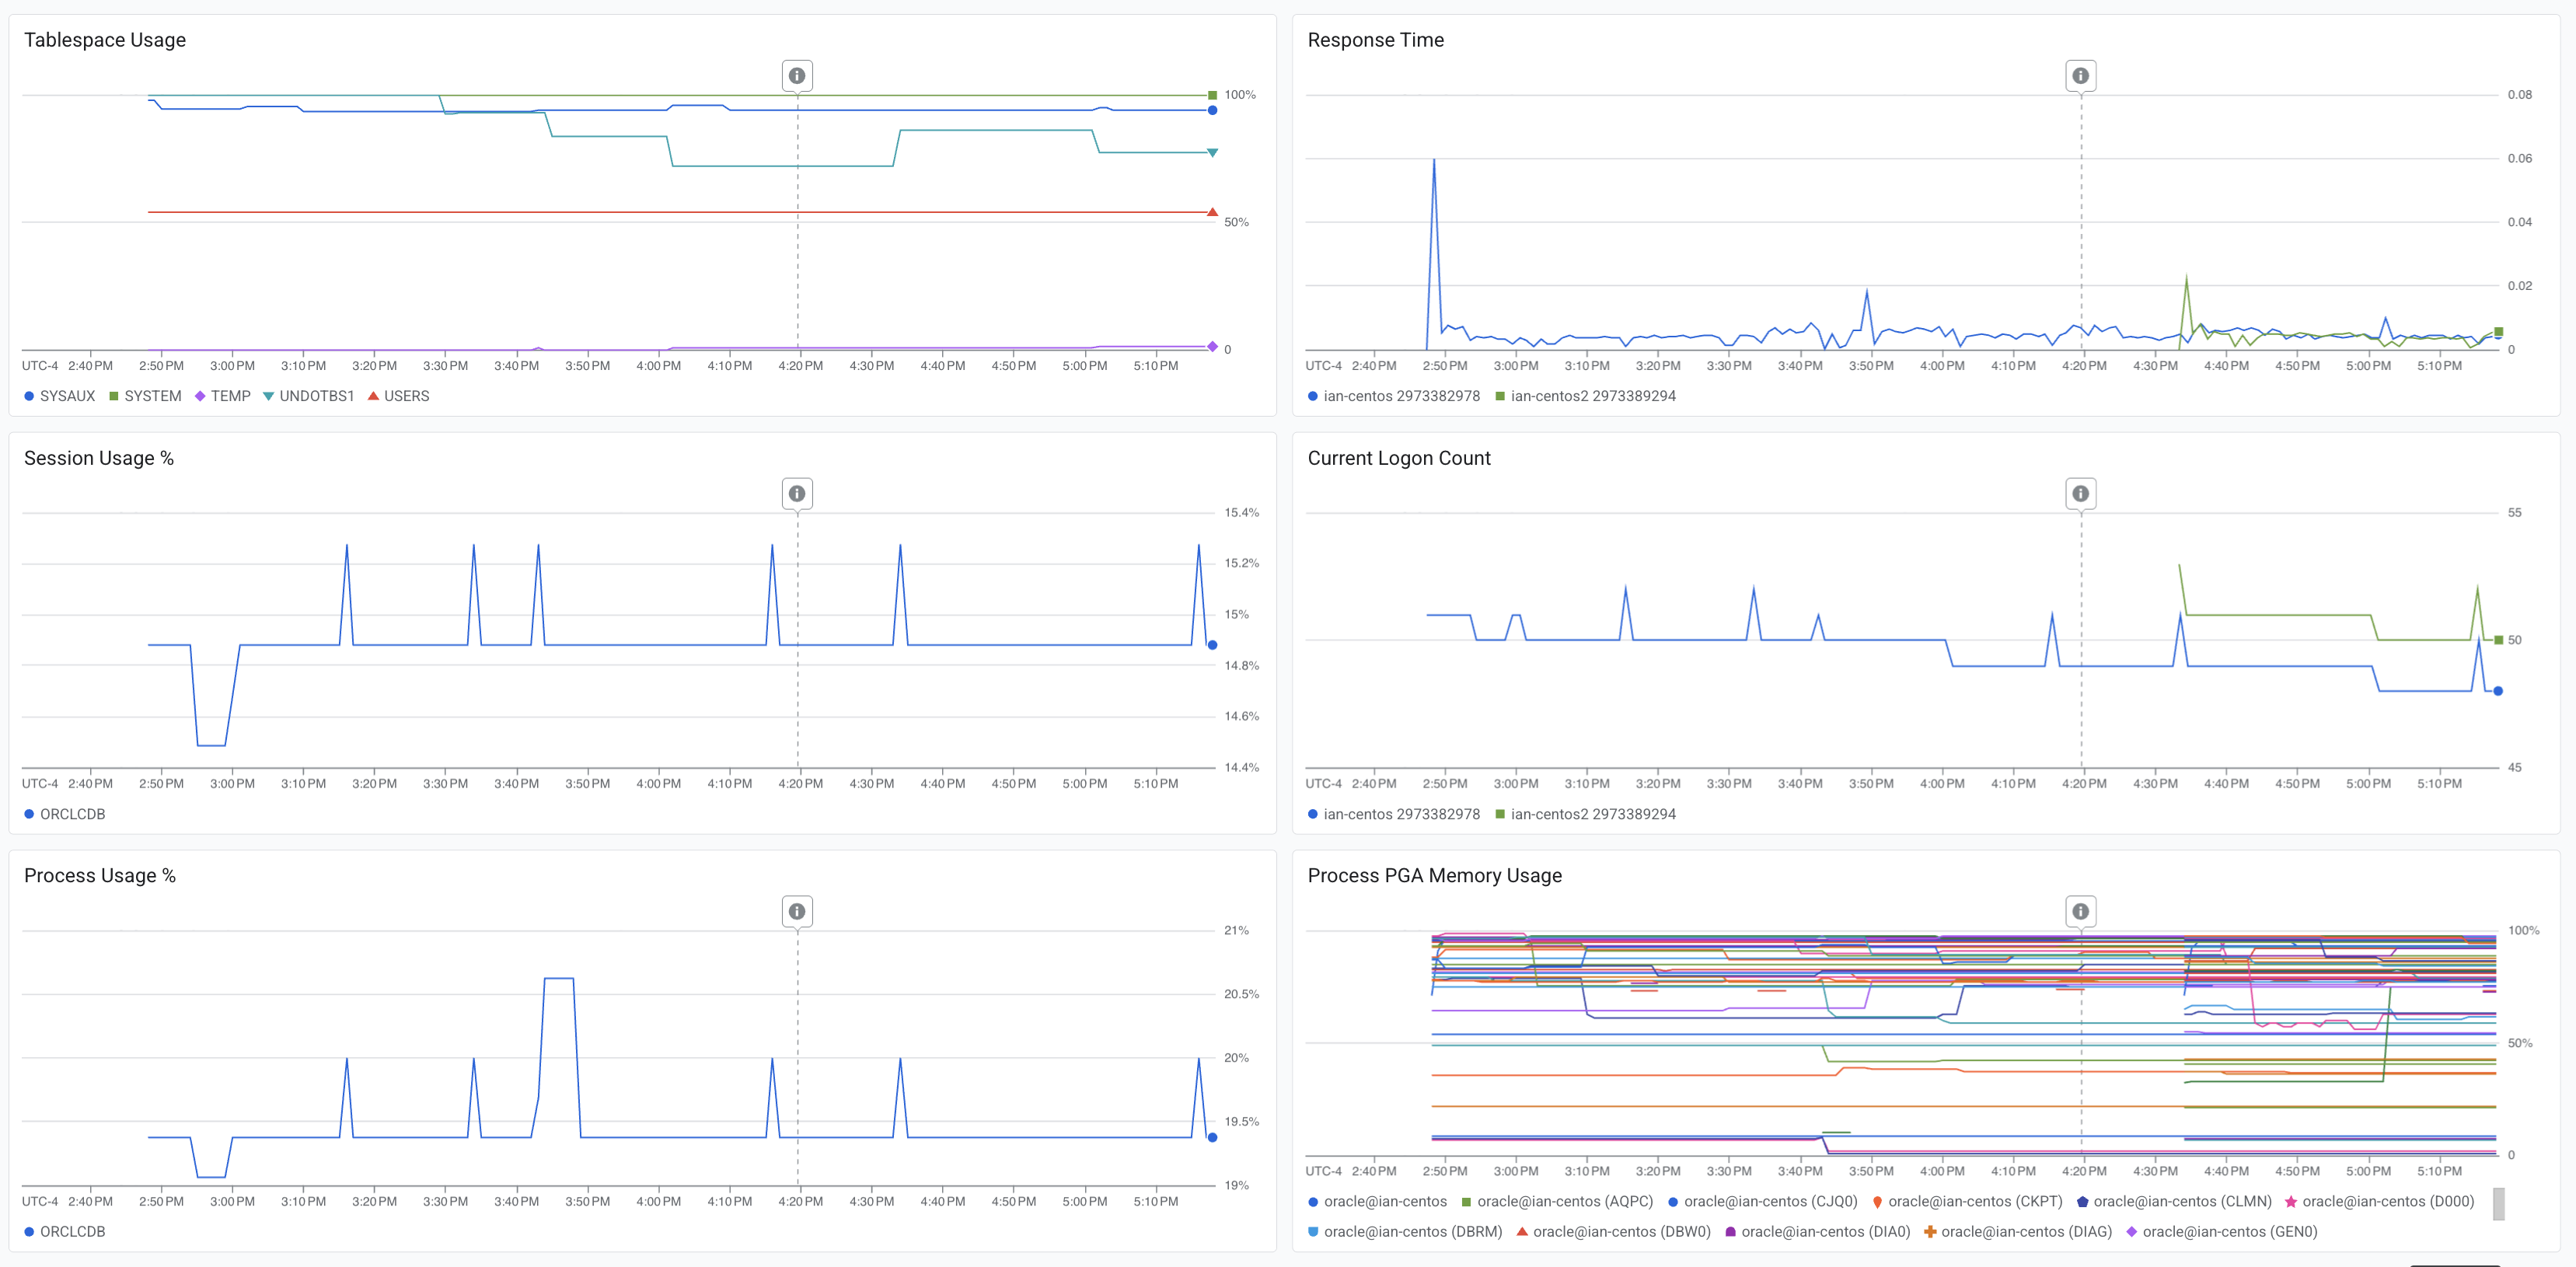 Tablespace Usage
100%
50%
0
UTC-4 2:40 PM 2:50 PM 3:00 PM 3:10 PM 3:20 PM 3:30 PM 3:40 PM 3:50 PM 4:00 PM 4:10 PM 4:20 PM 4:30 PM 4:40 PM 4:50 PM 5:00 PM 5:10 PM
SYSAUX SYSTEM TEMP UNDOTBS1 USERS
Response Time
0.08
0.06
0.04
0.02
0
UTC-4 2:40 PM 2:50 PM 3:00 PM 3:10 PM 3:20 PM 3:30 PM 3:40 PM 3:50 PM 4:00 PM 4:10 PM 4:20 PM 4:30 PM 4:40 PM 4:50 PM 5:00 PM 5:10 PM
ian-centos 2973382978 ian-centos2 2973389294
Session Usage %
15.4%
15.2%
15%
14.8%
14.6%
14.4%
UTC-4 2:40 PM 2:50 PM 3:00 PM 3:10 PM 3:20 PM 3:30 PM 3:40 PM 3:50 PM 4:00 PM 4:10 PM 4:20 PM 4:30 PM 4:40 PM 4:50 PM 5:00 PM 5:10 PM
ORCLCDB
Current Logon Count
55
50
45
UTC-4 2:40 PM 2:50 PM 3:00 PM 3:10 PM 3:20 PM 3:30 PM 3:40 PM 3:50 PM 4:00 PM 4:10 PM 4:20 PM 4:30 PM 4:40 PM 4:50 PM 5:00 PM 5:10 PM
ian-centos 2973382978 ian-centos2 2973389294
Process Usage %
21%
20.5%
20%
19.5%
19%
UTC-4 2:40 PM 2:50 PM 3:00 PM 3:10 PM 3:20 PM 3:30 PM 3:40 PM 3:50 PM 4:00 PM 4:10 PM 4:20 PM 4:30 PM 4:40 PM 4:50 PM 5:00 PM 5:10 PM
ORCLCDB
Process PGA Memory Usage
100%
50%
0
UTC-4 2:40 PM 2:50 PM 3:00 PM 3:10 PM 3:20 PM 3:30 PM 3:40 PM 3:50 PM 4:00 PM 4:10 PM 4:20 PM 4:30 PM 4:40 PM 4:50 PM 5:00 PM 5:10 PM
oracle@ian-centos oracle@ian-centos (AQPC) oracle@ian-centos (CJQ0) oracle@ian-centos (CKPT) oracle@ian-centos (CLMN) oracle@ian-centos (D000)
oracle@ian-centos (DBRM) oracle@ian-centos (DBW0) oracle@ian-centos (DIA0) oracle@ian-centos (DIAG) oracle@ian-centos (GEN0)